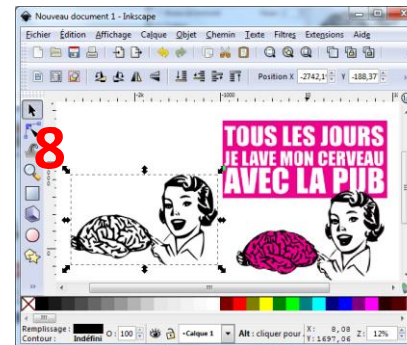 Nouveau document 1 - Inkscape
Fichier Édition Affichage Calque Objet Chemin Texte Filtres Extensions Aide
Position X -2742,1 Y -188,37
8
TOUS LES JOURS
JE LAVE MON CERVEAU
AVEC LA PUB
Remplissage : O : 100 -Calque 1 Alt : cliquer pour X : 8,08 Z : 12%
Contour : Indéfini Y : 1697,06